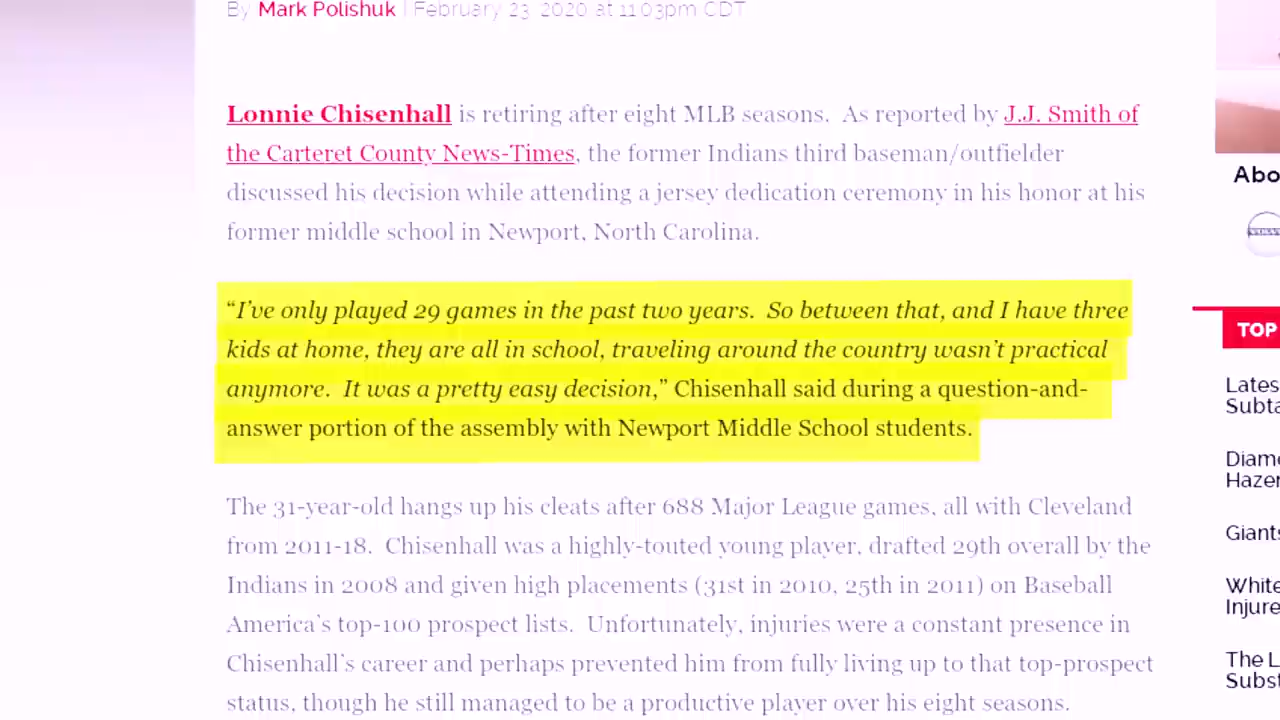 By Mark Polishuk | February 23, 2020 at 11:03pm CDT
Lonnie Chisenhall is retiring after eight MLB seasons. As reported by J.J. Smith of
the Carteret County News-Times, the former Indians third baseman/outfielder
discussed his decision while attending a jersey dedication ceremony in his honor at his
former middle school in Newport, North Carolina.
“I’ve only played 29 games in the past two years. So between that, and I have three
kids at home, they are all in school, traveling around the country wasn’t practical
anymore. It was a pretty easy decision,” Chisenhall said during a question-and-
answer portion of the assembly with Newport Middle School students.
The 31-year-old hangs up his cleats after 688 Major League games, all with Cleveland
from 2011-18. Chisenhall was a highly-touted young player, drafted 29th overall by the
Indians in 2008 and given high placements (31st in 2010, 25th in 2011) on Baseball
America’s top-100 prospect lists. Unfortunately, injuries were a constant presence in
Chisenhall’s career and perhaps prevented him from fully living up to that top-prospect
status, though he still managed to be a productive player over his eight seasons.
Abo
TOP
Lates
Subta
Diamo
Hazen
Giants
White
Injure
The L
Subst